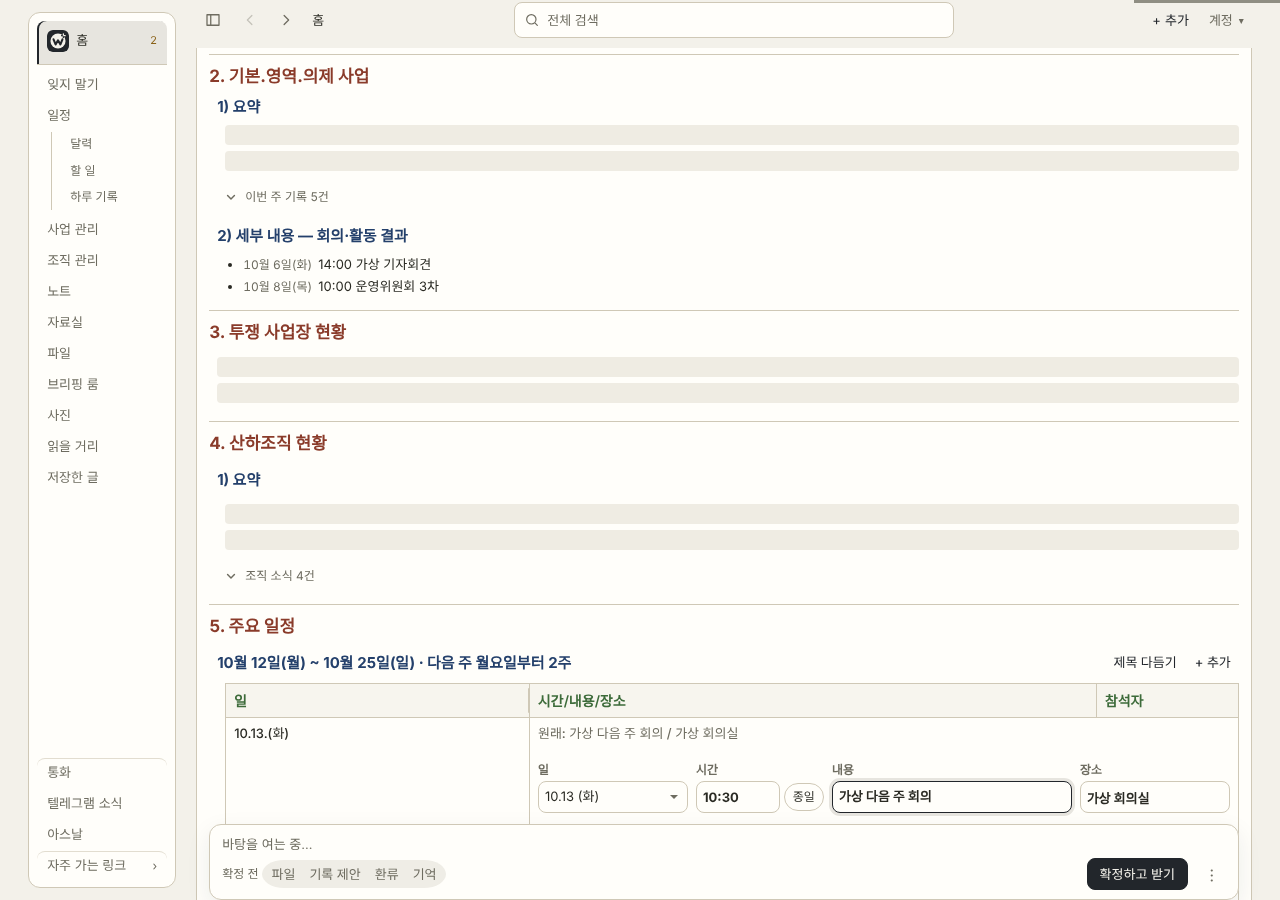 홈 2
잊지 말기
일정
달력
할 일
하루 기록
사업 관리
조직 관리
노트
자료실
파일
브리핑 룸
사진
읽을 거리
저장한 글
통화
텔레그램 소식
아스날
자주 가는 링크 ›
홈
전체 검색
+ 추가 계정 ▾
2. 기본.영역.의제 사업
1) 요약
이번 주 기록 5건
2) 세부 내용 — 회의·활동 결과
• 10월 6일(화) 14:00 가상 기자회견
• 10월 8일(목) 10:00 운영위원회 3차
3. 투쟁 사업장 현황
4. 산하조직 현황
1) 요약
조직 소식 4건
5. 주요 일정
10월 12일(월) ~ 10월 25일(일) · 다음 주 월요일부터 2주 제목 다듬기 + 추가
일 시간/내용/장소 참석자
10.13.(화) 원래: 가상 다음 주 회의 / 가상 회의실
일 시간 내용 장소
10.13 (화) 10:30 종일 가상 다음 주 회의 가상 회의실
바탕을 여는 중...
확정 전 파일 기록 제안 환류 기억 확정하고 받기 ⋮